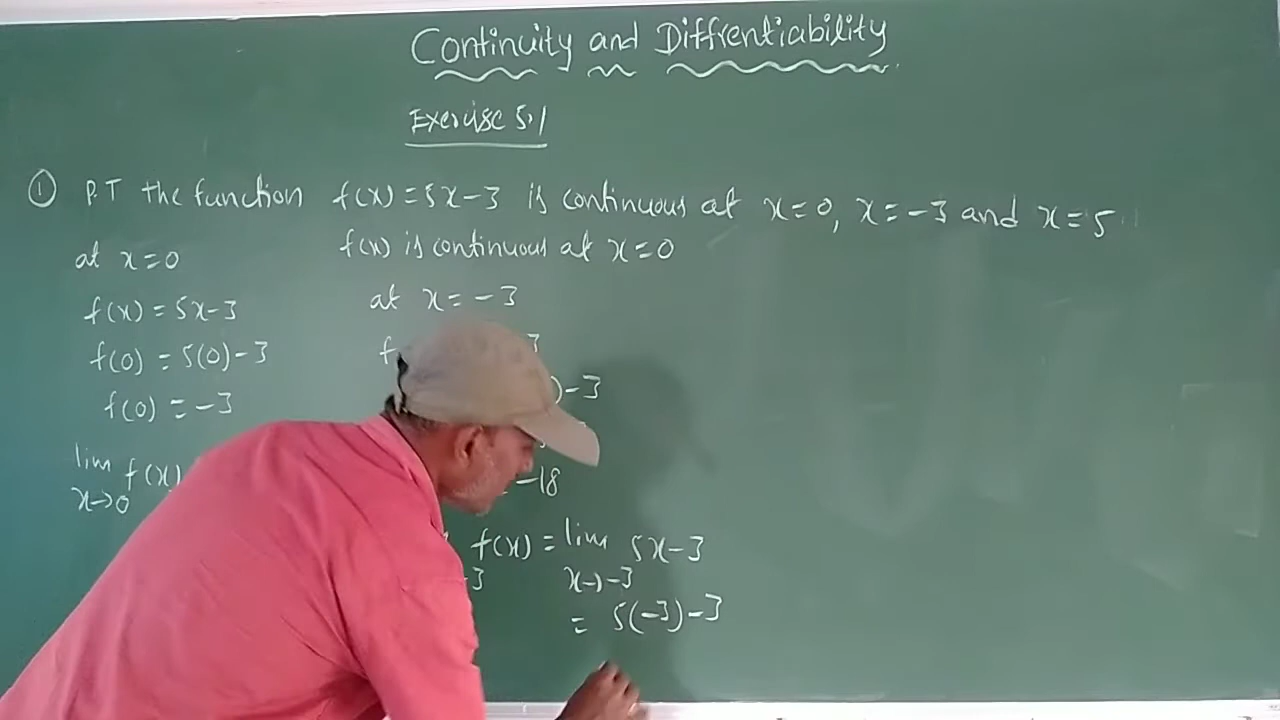 Continuity and Diffrentiability
Exercise 5.1
① P.T the function f(x) = 5x-3 is continuous at x=0, x=-3 and x=5
at x=0
f(x) = 5x-3
f(0) = 5(0)-3
f(0) = -3
lim f(x)
x→0
f(x) is continuous at x=0
at x=-3
f
3
)-3
-18
f(x) = lim 5x-3
-3 x→-3
= 5(-3)-3